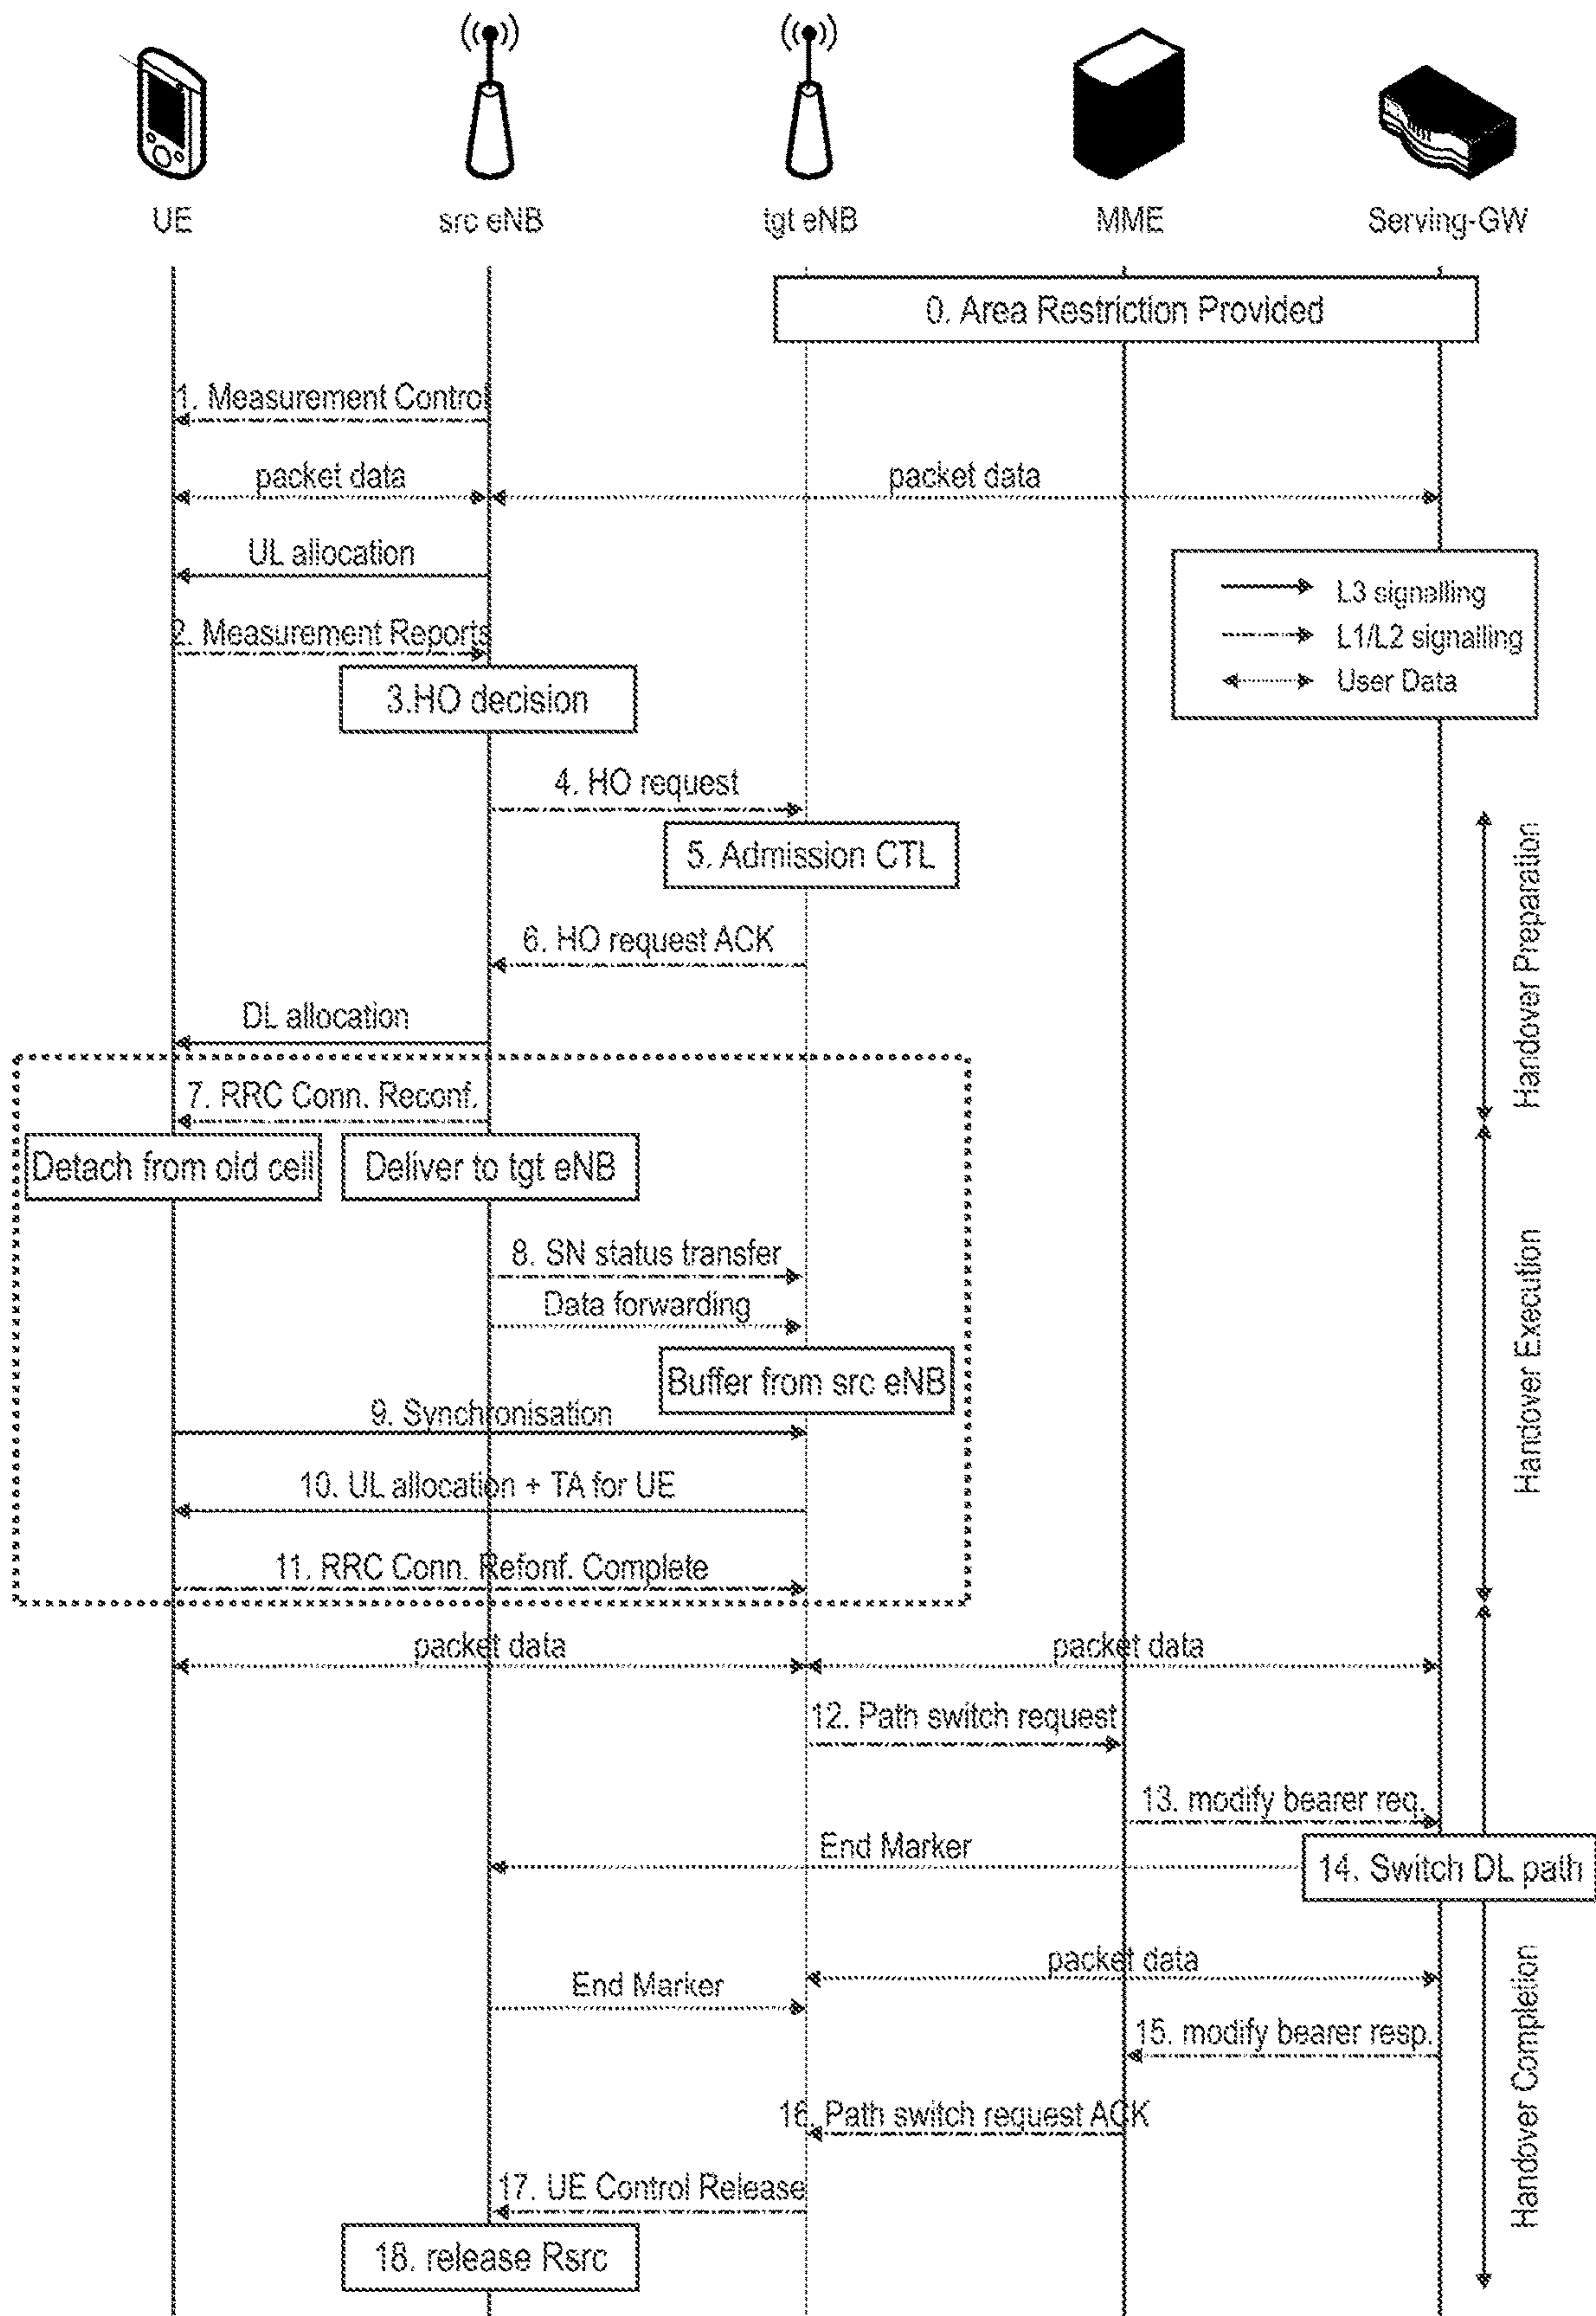 UE
src eNB
tgt eNB
MME
Serving-GW
0. Area Restriction Provided
1. Measurement Control
packet data
packet data
UL allocation
L3 signalling
L1/L2 signalling
User Data
2. Measurement Reports
3.HO decision
4. HO request
5. Admission CTL
6. HO request ACK
Handover Preparation
DL allocation
7. RRC Conn. Reconf.
Detach from old cell
Deliver to tgt eNB
8. SN status transfer
Data forwarding
Buffer from src eNB
9. Synchronisation
Handover Execution
10. UL allocation + TA for UE
11. RRC Conn. Refonf. Complete
packet data
packet data
12. Path switch request
13. modify bearer req.
End Marker
14. Switch DL path
packet data
End Marker
15. modify bearer resp.
Handover Completion
16. Path switch request ACK
17. UE Control Release
18. release Rsrc